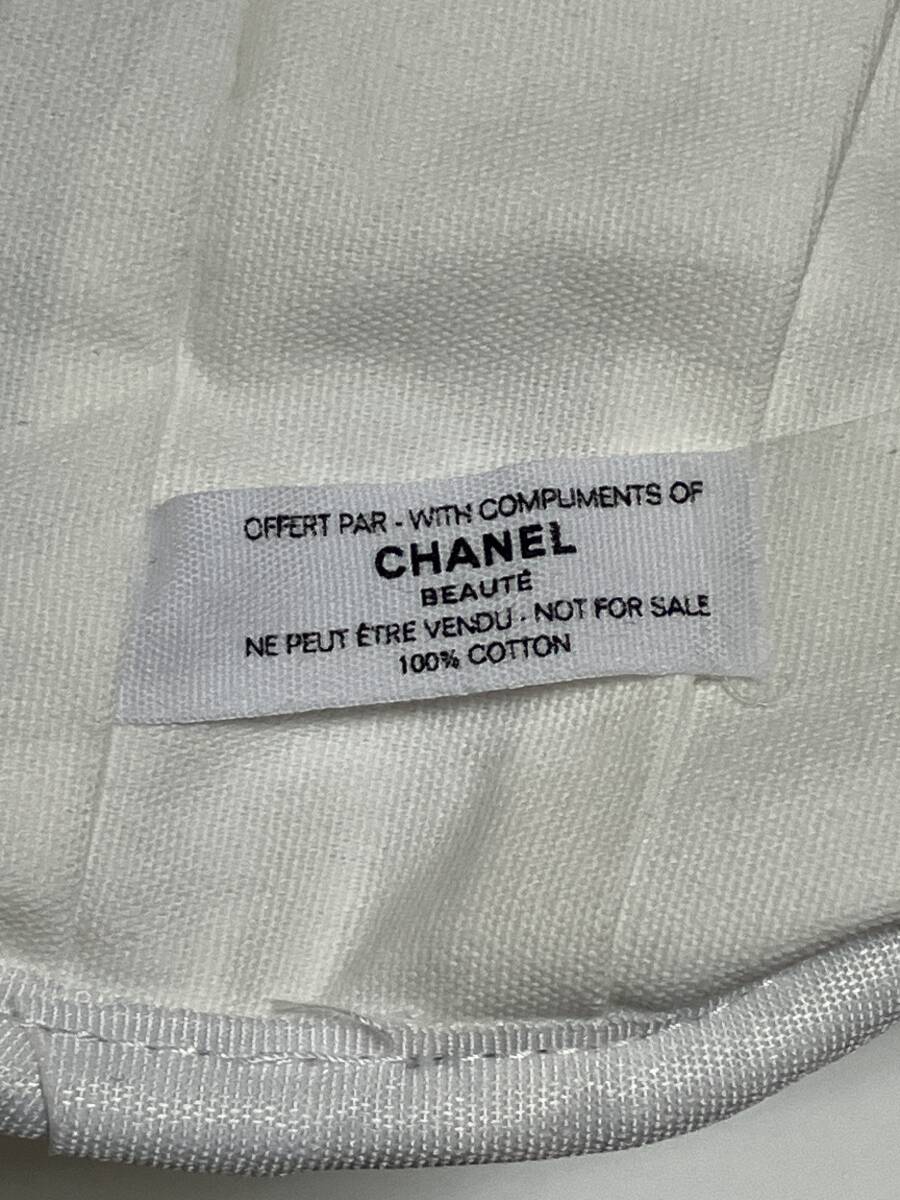 OFFERT PAR - WITH COMPLIMENTS OF
CHANEL
BEAUTÉ
NE PEUT ÊTRE VENDU - NOT FOR SALE
100% COTTON